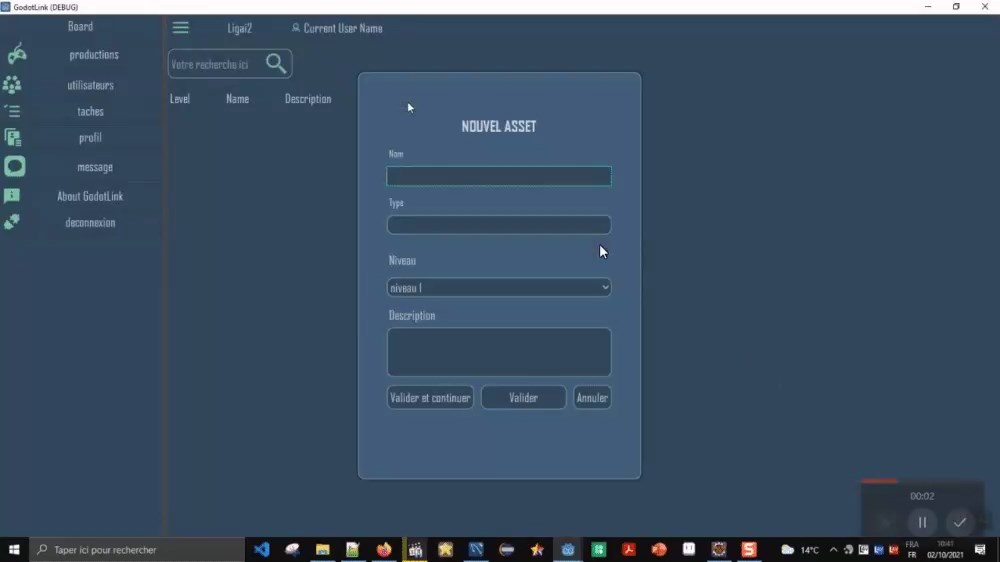 GodotLink (DEBUG)
Board
productions
utilisateurs
taches
profil
message
About GodotLink
deconnexion
Ligai2
Current User Name
Votre recherche ici
Level Name Description
NOUVEL ASSET
Nom
Type
Niveau
niveau 1
Description
Valider et continuer Valider Annuler
00:02
Taper ici pour rechercher
14°C
FRA
FR
10:41
02/10/2021